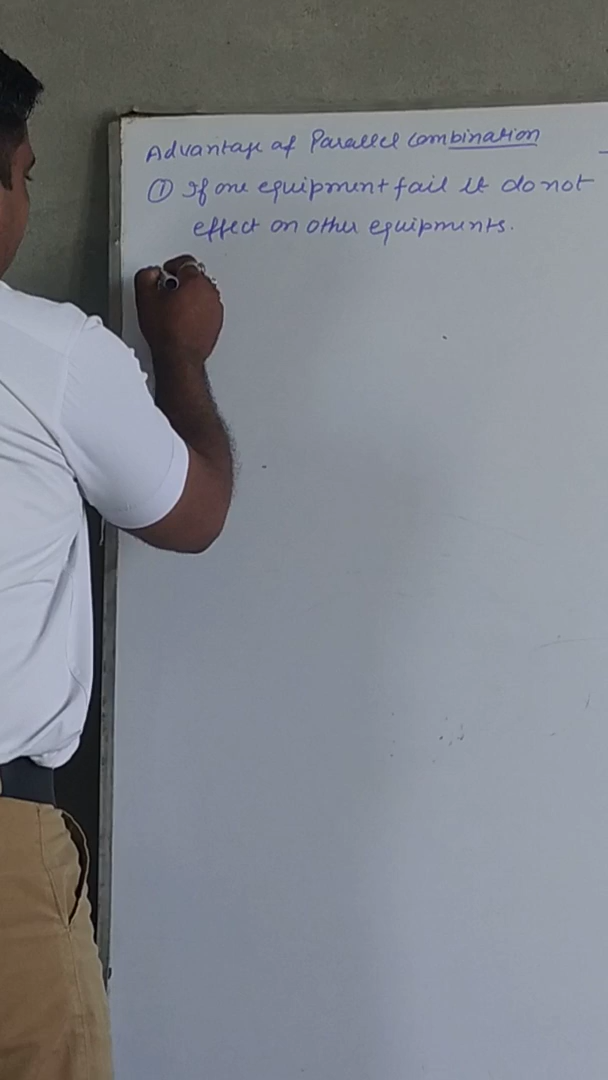 Advantage of Parallel combination
① If one equipment fail it do not
effect on other equipments.